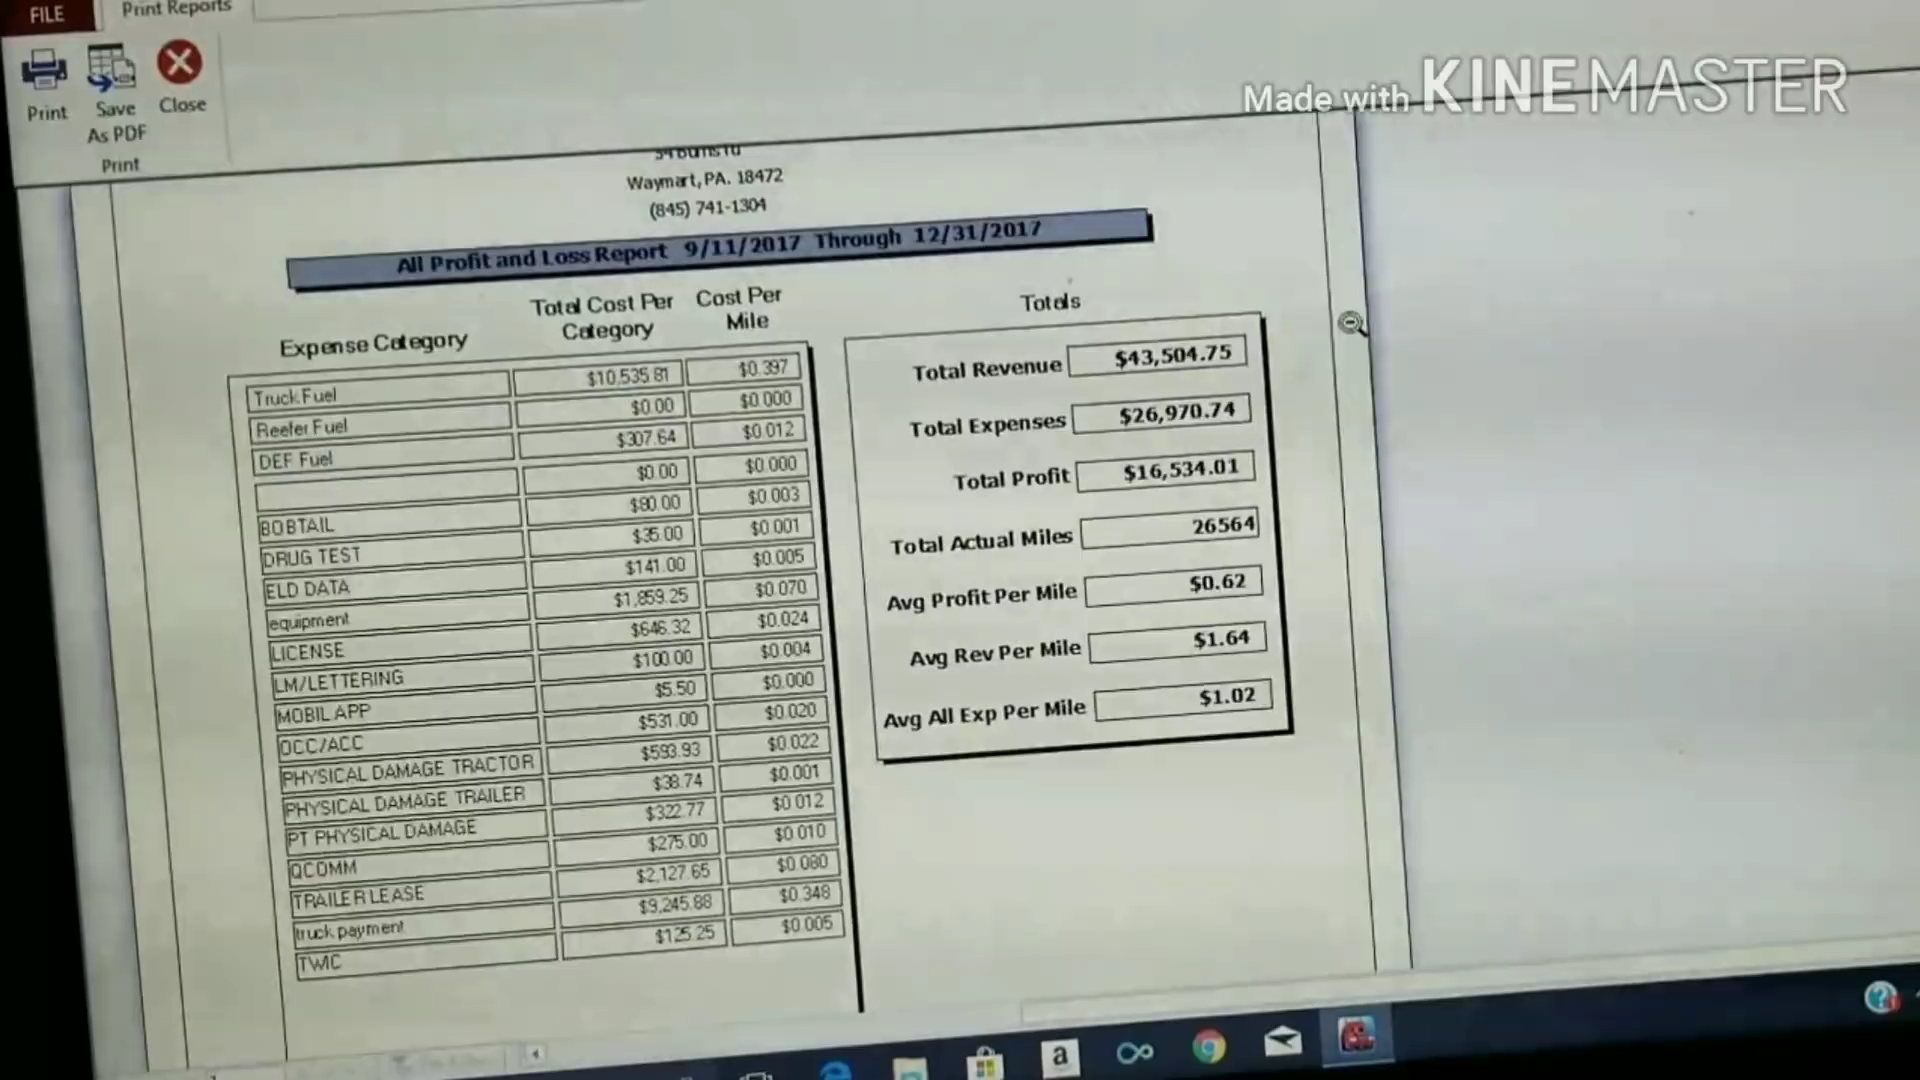 FILE
Print Reports
Print
Save
As PDF
Close
Print
Made with KINEMASTER
Waymart, PA. 18472
(845) 741-1304
All Profit and Loss Report 9/11/2017 Through 12/31/2017
Expense Category Total Cost Per Category Cost Per Mile
Truck Fuel $10,535.81 $0.397
Reefer Fuel $0.00 $0.000
DEF Fuel $307.64 $0.012
$0.00 $0.000
BOBTAIL $80.00 $0.003
DRUG TEST $35.00 $0.001
ELD DATA $141.00 $0.005
equipment $1,859.25 $0.070
LICENSE $646.32 $0.024
LM/LETTERING $100.00 $0.004
MOBIL APP $5.50 $0.000
OCC/ACC $531.00 $0.020
PHYSICAL DAMAGE TRACTOR $593.93 $0.022
PHYSICAL DAMAGE TRAILER $38.74 $0.001
PT PHYSICAL DAMAGE $322.77 $0.012
QCOMM $275.00 $0.010
TRAILER LEASE $2,127.65 $0.080
truck payment $9,245.88 $0.348
TWIC $125.25 $0.005
Totals
Total Revenue $43,504.75
Total Expenses $26,970.74
Total Profit $16,534.01
Total Actual Miles 26564
Avg Profit Per Mile $0.62
Avg Rev Per Mile $1.64
Avg All Exp Per Mile $1.02
a